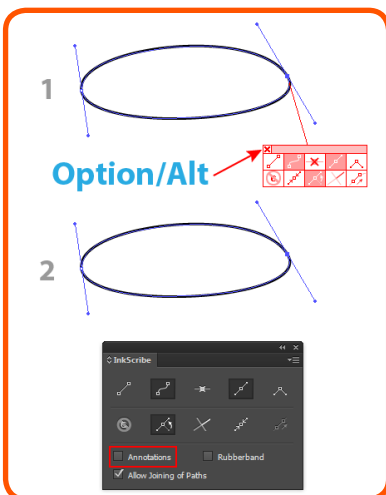 1
Option/Alt
2
InkScribe
Annotations
Rubberband
Allow Joining of Paths